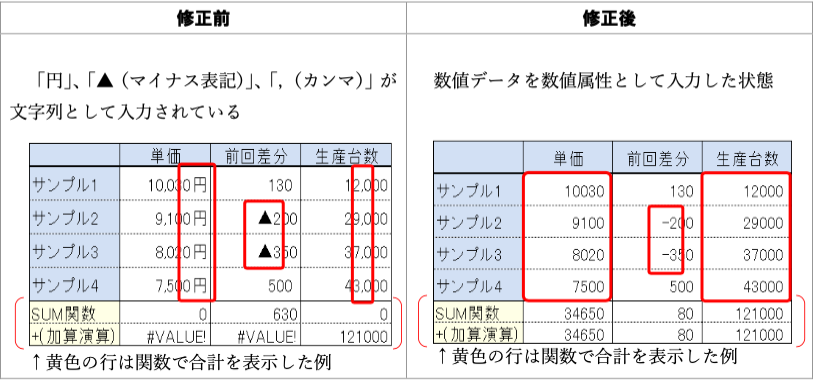 修正前
修正後
「円」、「▲（マイナス表記）」、「,（カンマ）」が
文字列として入力されている
単価 前回差分 生産台数
サンプル1 10,030円 130 12,000
サンプル2 9,100円 ▲200 29,000
サンプル3 8,020円 ▲350 37,000
サンプル4 7,500円 500 43,000
SUM関数 0 630 0
+(加算演算) #VALUE! #VALUE! 121000
↑黄色の行は関数で合計を表示した例
数値データを数値属性として入力した状態
単価 前回差分 生産台数
サンプル1 10030 130 12000
サンプル2 9100 -200 29000
サンプル3 8020 -350 37000
サンプル4 7500 500 43000
SUM関数 34650 80 121000
+(加算演算) 34650 80 121000
↑黄色の行は関数で合計を表示した例